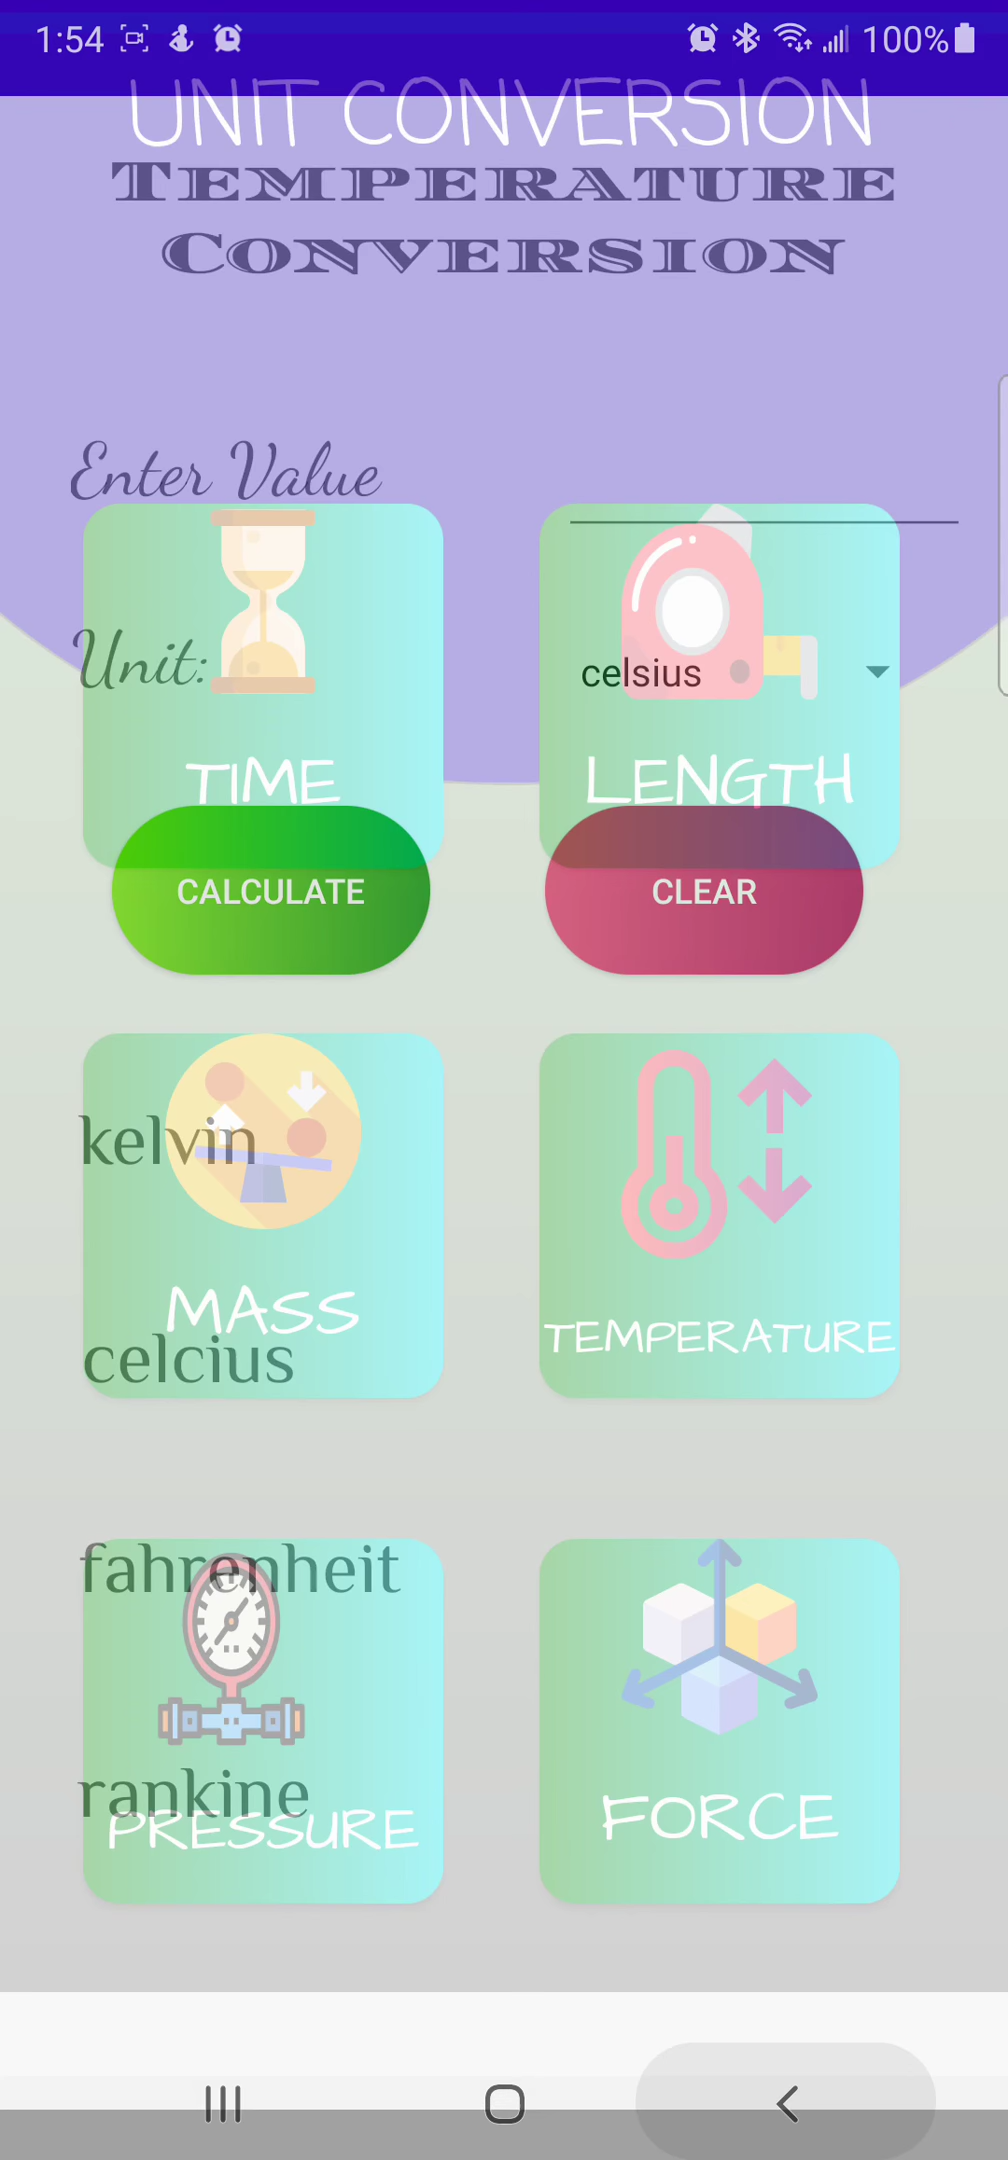 1:54 100%
UNIT CONVERSION
TEMPERATURE
CONVERSION
Enter Value
Unit:
celsius
TIME LENGTH
CALCULATE CLEAR
kelvin
MASS
TEMPERATURE
celcius
fahrenheit
rankine
PRESSURE FORCE